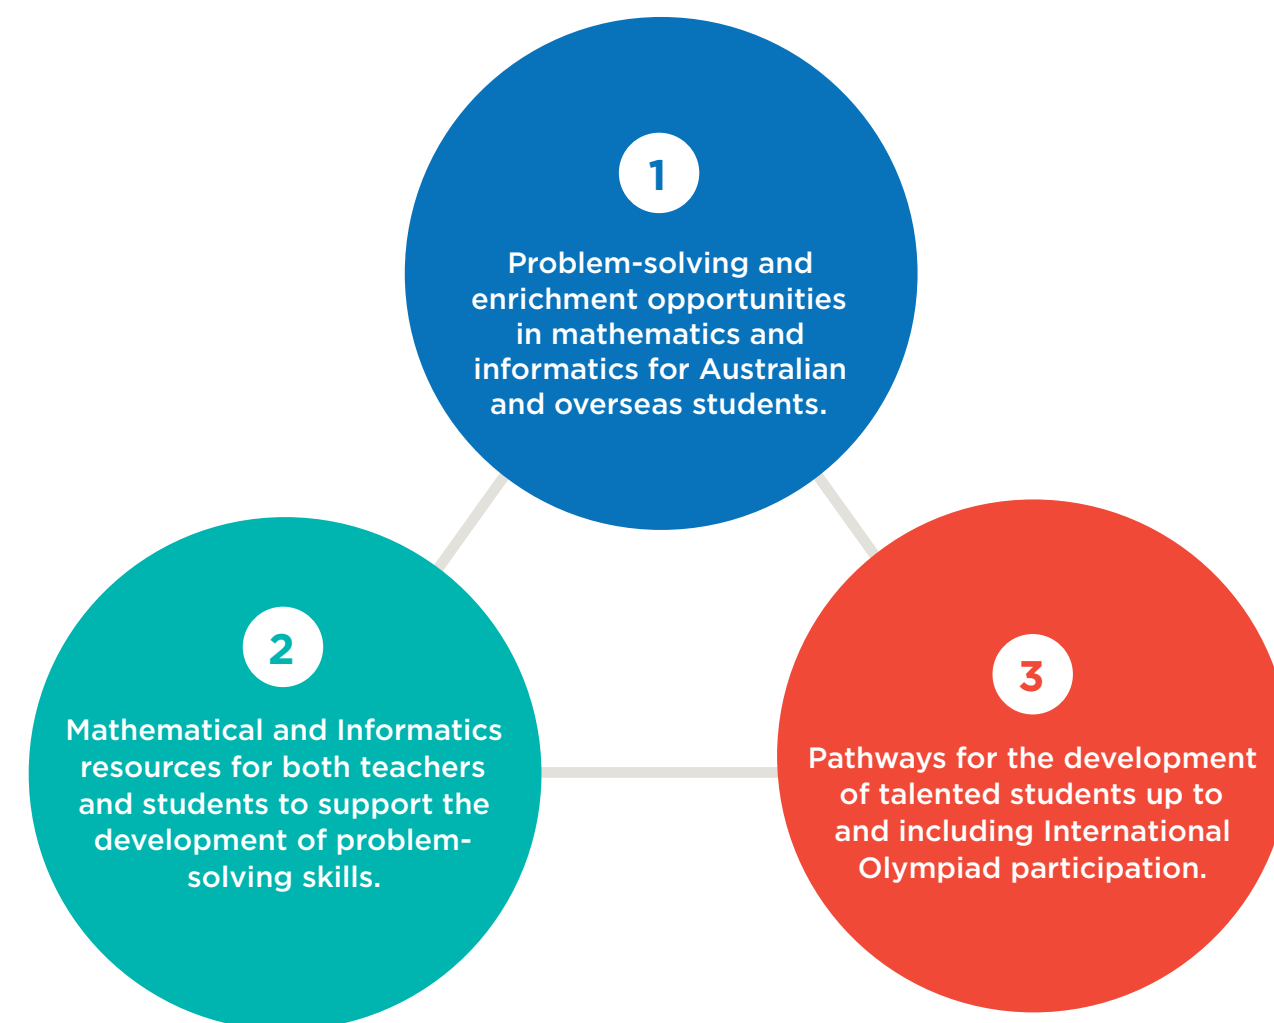 1
Problem-solving and
enrichment opportunities
in mathematics and
informatics for Australian
and overseas students.
2
Mathematical and Informatics
resources for both teachers
and students to support the
development of problem-
solving skills.
3
Pathways for the development
of talented students up to
and including International
Olympiad participation.